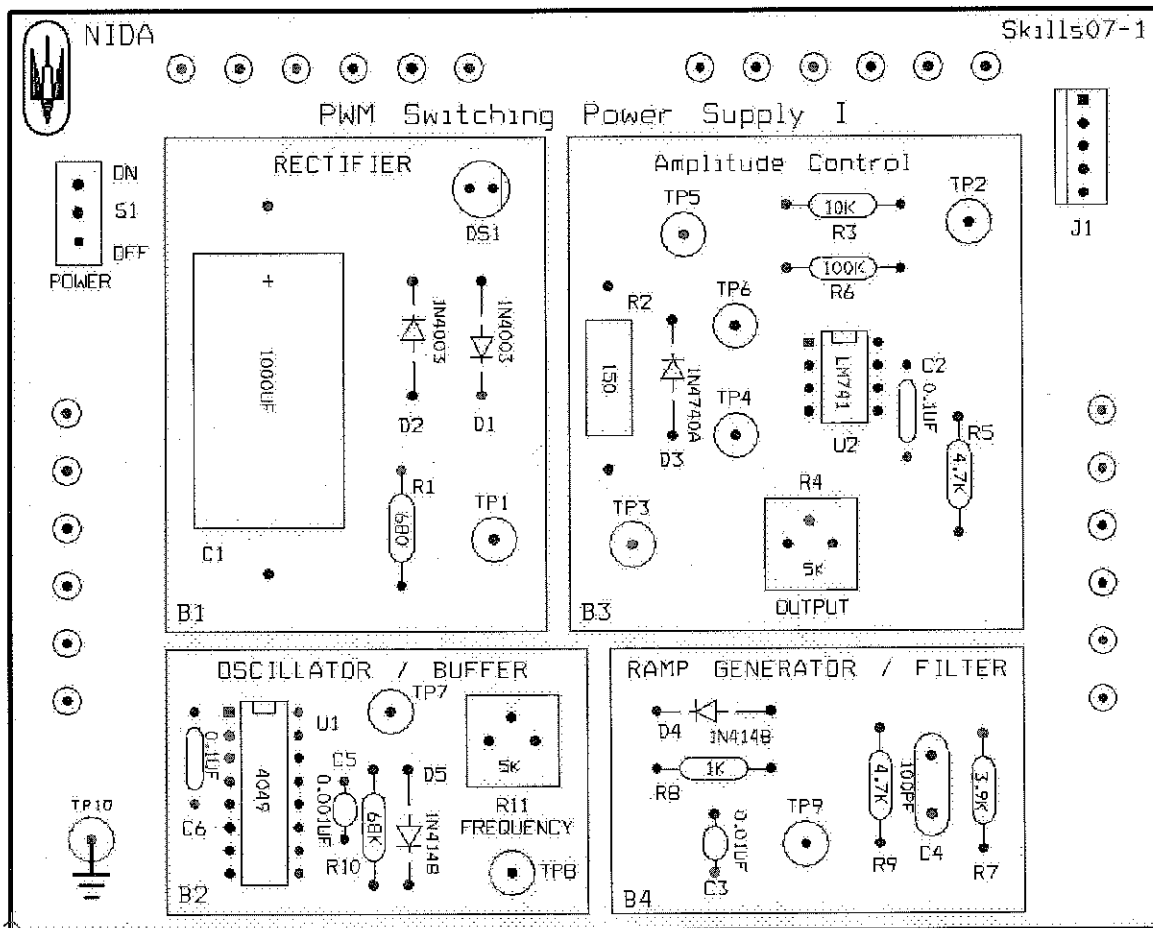 NIDA
Skills07-1
PWM Switching Power Supply I
ON
S1
OFF
POWER
J1
RECTIFIER
DS1
+
1000UF
C1
1N4003
D2
1N4003
D1
R1
680
TP1
B1
Amplitude Control
TP5
10K
R3
TP2
100K
R6
R2
150
TP6
1N4740A
D3
TP4
LM741
U2
C2
0.1UF
R5
4.7K
TP3
R4
5K
OUTPUT
B3
OSCILLATOR / BUFFER
TP7
U1
4049
0.1UF
C6
C5
0.001UF
R10
68K
D5
1N4148
5K
R11
FREQUENCY
TP8
B2
RAMP GENERATOR / FILTER
D4
1N4148
1K
R8
0.01UF
C3
TP9
4.7K
R9
100PF
C4
3.9K
R7
B4
TP10